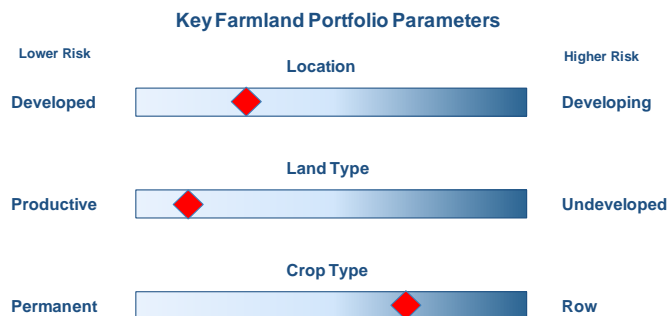 Key Farmland Portfolio Parameters
Lower Risk
Higher Risk
Location
Developed
Developing
Land Type
Productive
Undeveloped
Crop Type
Permanent
Row